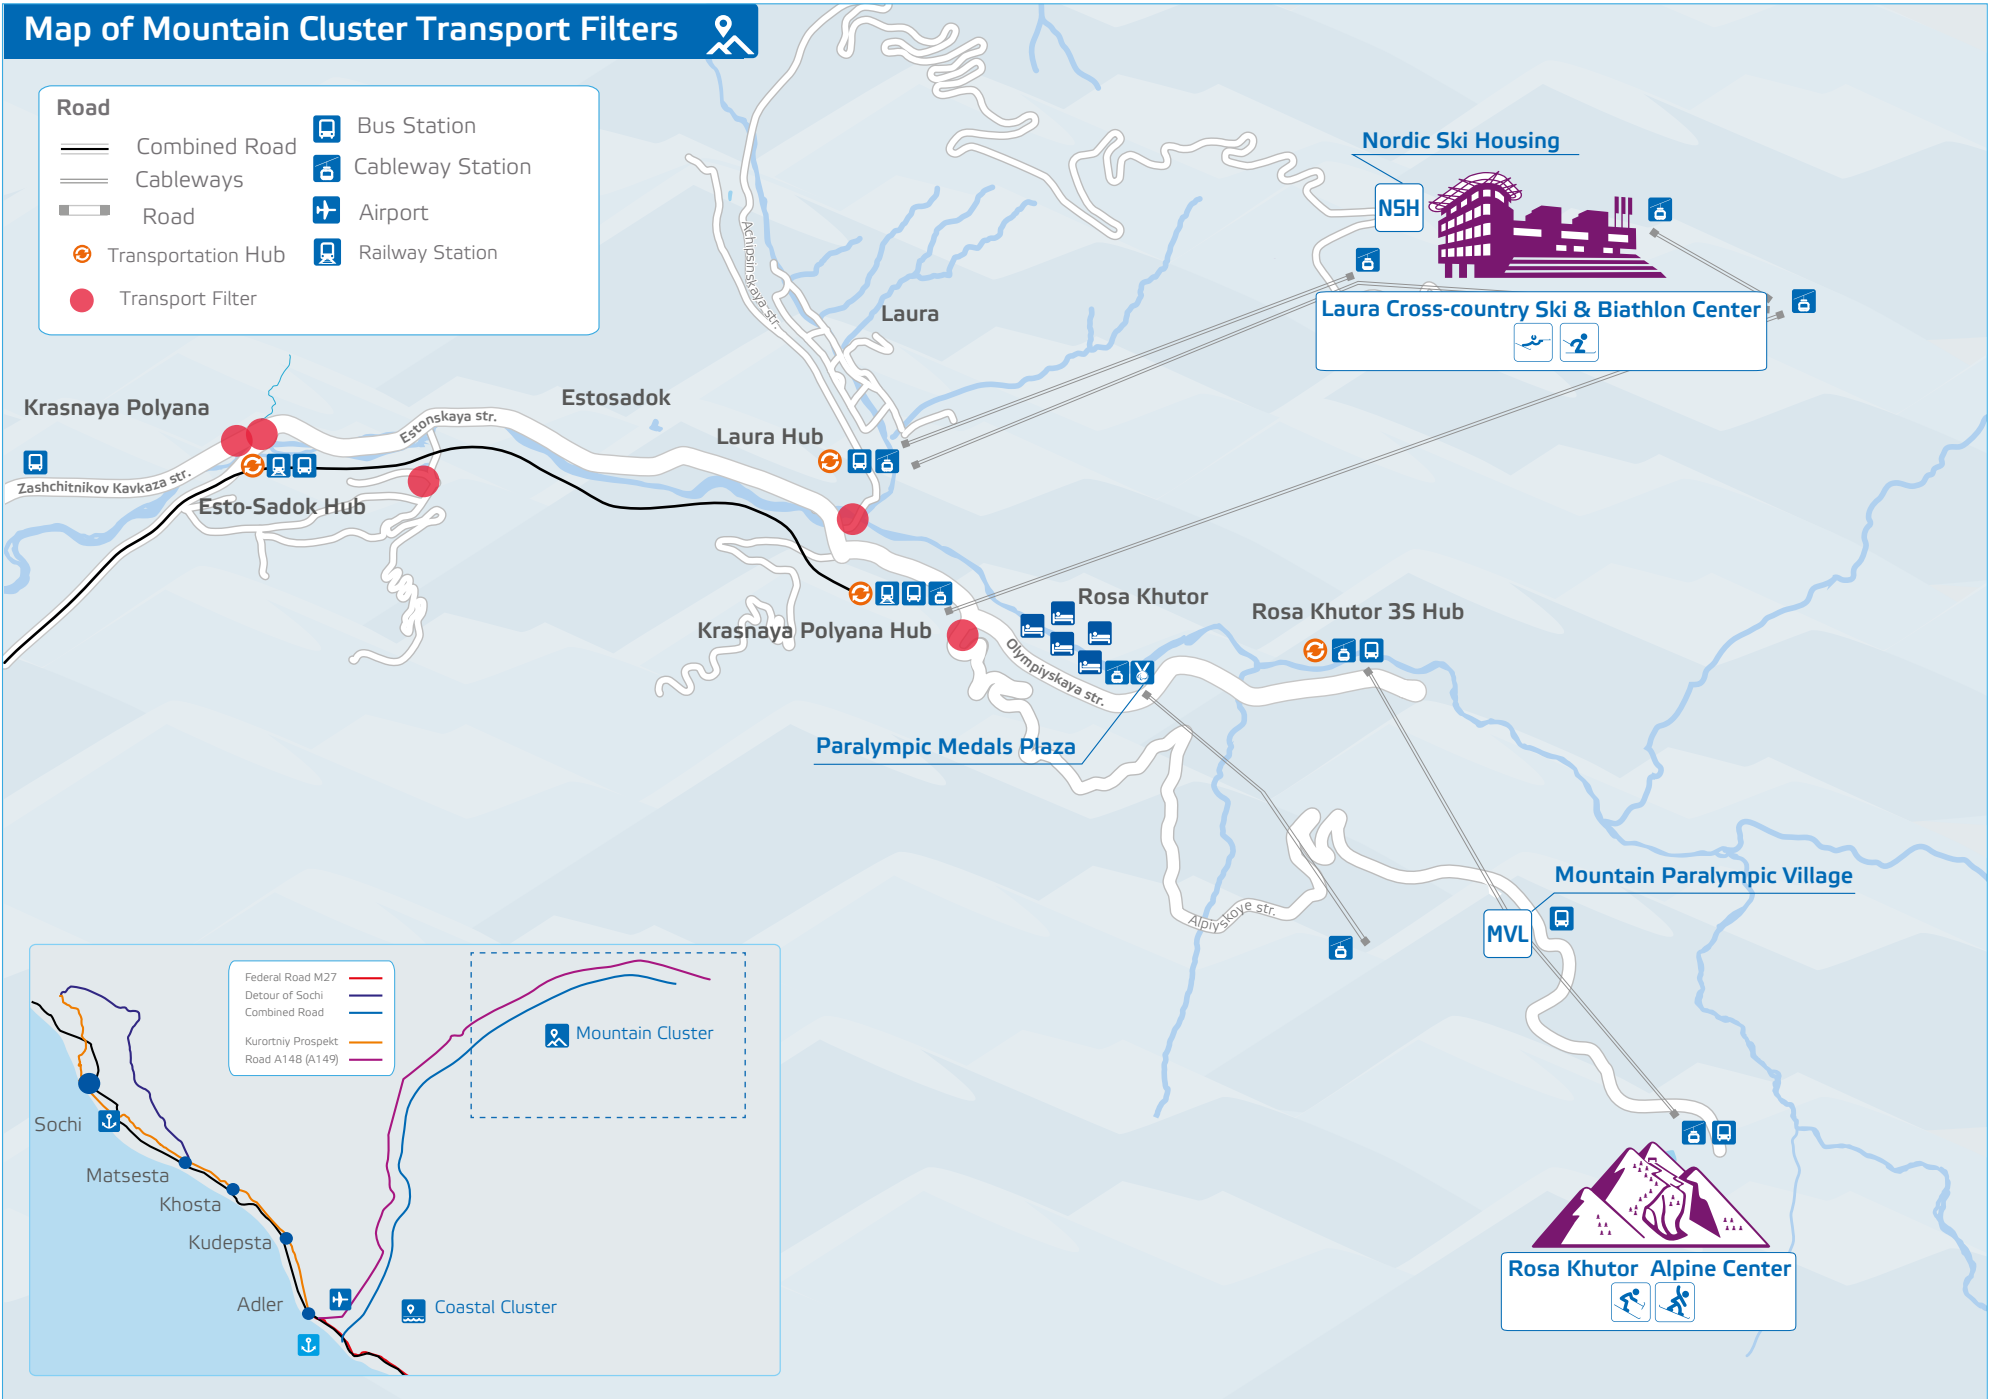 Map of Mountain Cluster Transport Filters
Road
Combined Road
Cableways
Road
Transportation Hub
Transport Filter
Bus Station
Cableway Station
Airport
Railway Station
Nordic Ski Housing
NSH
Laura Cross-country Ski & Biathlon Center
Achipsinskaya str.
Laura
Krasnaya Polyana
Estonskaya str.
Estosadok
Laura Hub
Zashchitnikov Kavkaza str.
Esto-Sadok Hub
Krasnaya Polyana Hub
Rosa Khutor
Rosa Khutor 3S Hub
Olympiyskaya str.
Paralympic Medals Plaza
Alpiyskoye str.
Mountain Paralympic Village
MVL
Rosa Khutor Alpine Center
Federal Road M27
Detour of Sochi
Combined Road
Kurortniy Prospekt
Road A148 (A149)
Mountain Cluster
Sochi
Matsesta
Khosta
Kudepsta
Adler
Coastal Cluster